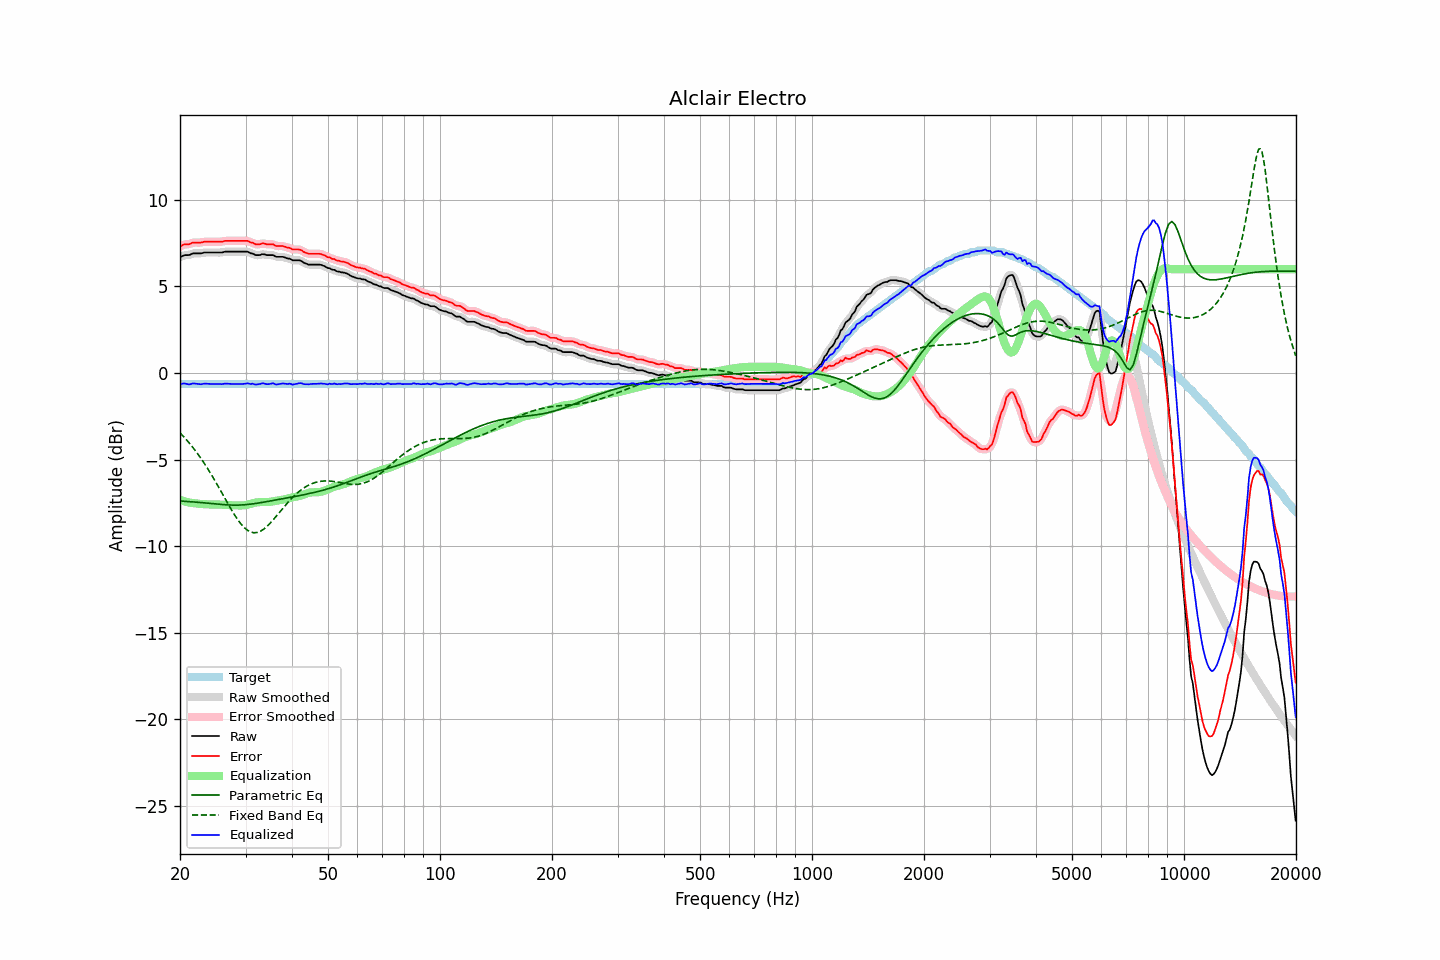 Alclair Electro
Amplitude (dBr)
10
5
0
−5
−10
−15
−20
−25
Target
Raw Smoothed
Error Smoothed
Raw
Error
Equalization
Parametric Eq
Fixed Band Eq
Equalized
20 50 100 200 500 1000 2000 5000 10000 20000
Frequency (Hz)